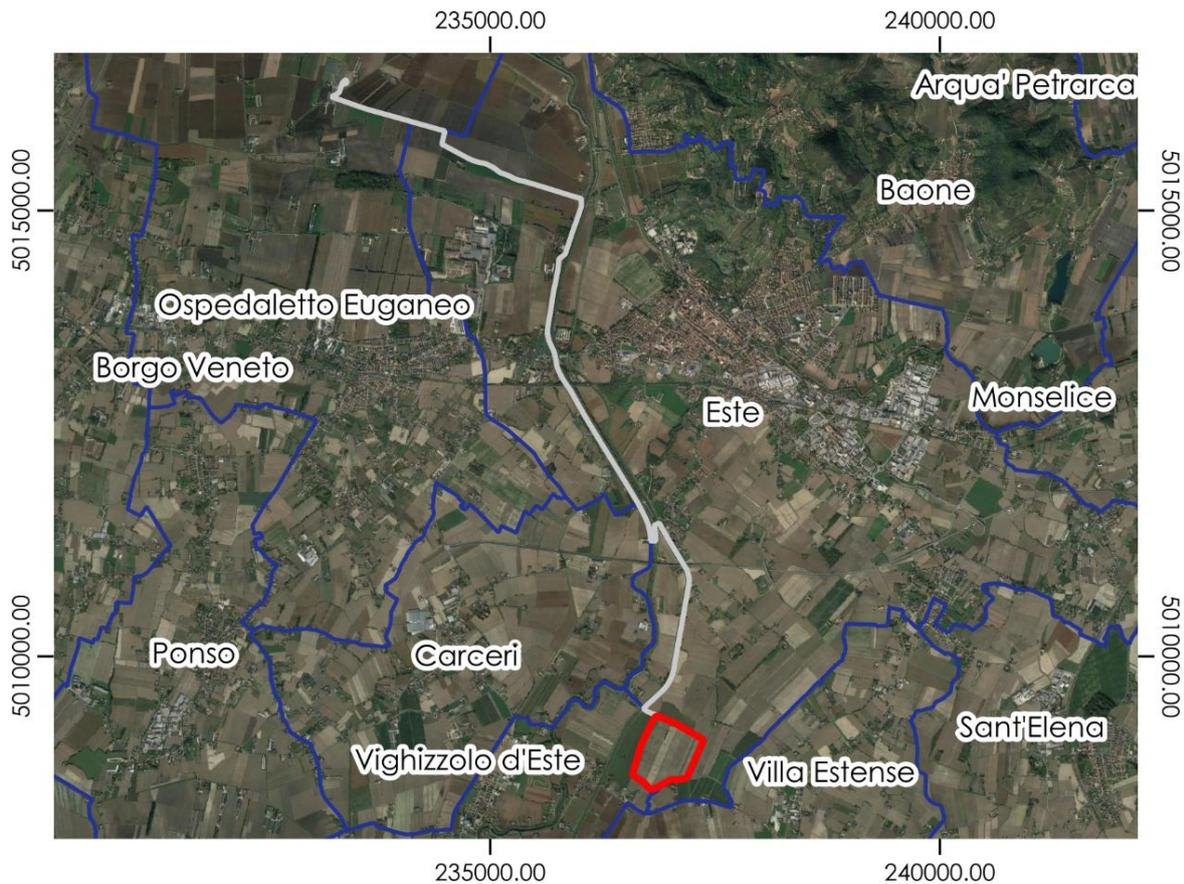 235000.00
240000.00
Arqua' Petrarca
5015000.00
5015000.00
Baone
Ospedaletto Euganeo
Borgo Veneto
Este
Monselice
5010000.00
5010000.00
Ponso
Carceri
Sant'Elena
Vighizzolo d'Este
Villa Estense
235000.00
240000.00